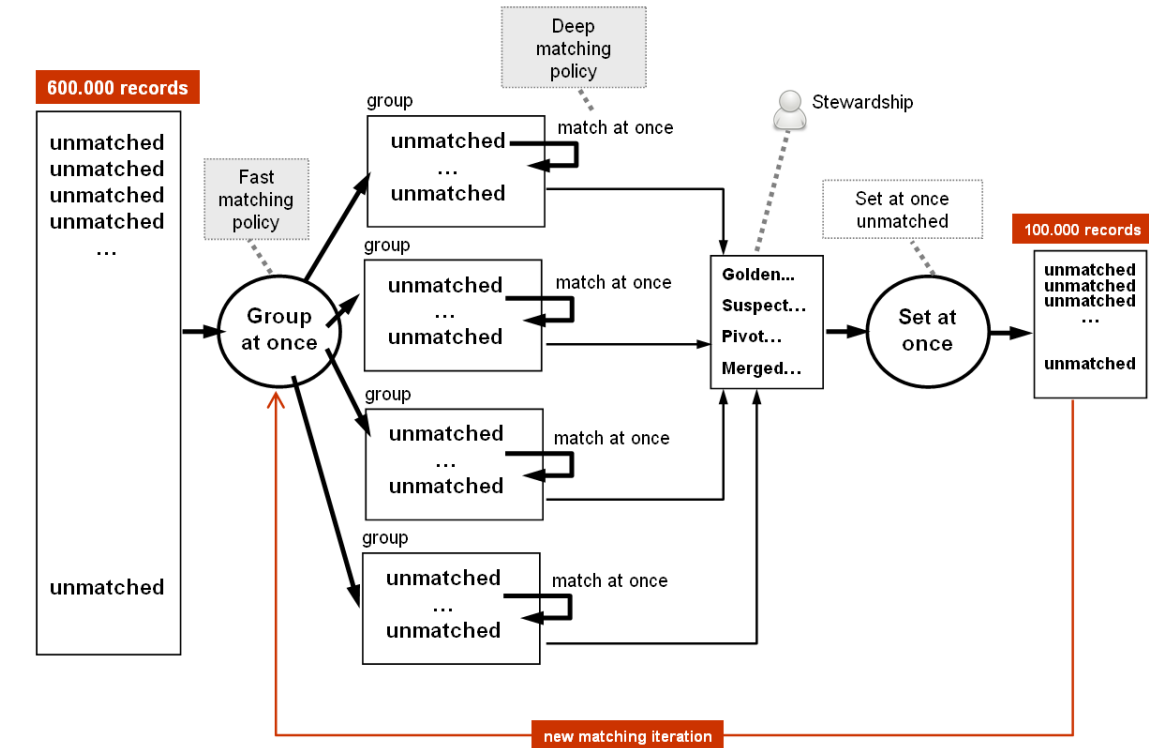 600.000 records
unmatched
unmatched
unmatched
unmatched
...
unmatched
Fast
matching
policy
Group
at once
Deep
matching
policy
group
unmatched
...
unmatched
match at once
group
unmatched
...
unmatched
match at once
group
unmatched
...
unmatched
match at once
group
unmatched
...
unmatched
match at once
Stewardship
Golden...
Suspect...
Pivot...
Merged...
Set at once
unmatched
Set at
once
100.000 records
unmatched
unmatched
unmatched
...
unmatched
new matching iteration